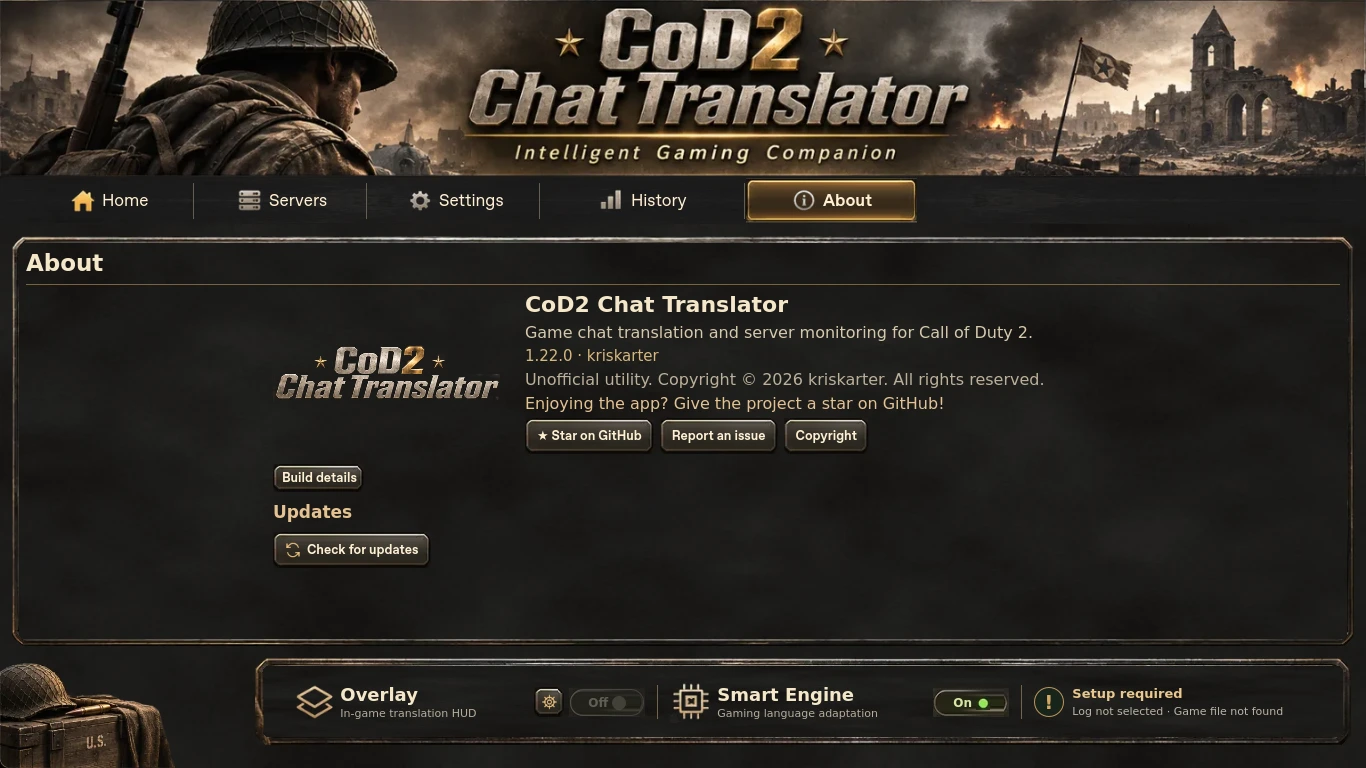 CoD2
Chat Translator
Intelligent Gaming Companion
Home
Servers
Settings
History
About
About
CoD2 Chat Translator
Game chat translation and server monitoring for Call of Duty 2.
1.22.0 · kriskarter
Unofficial utility. Copyright © 2026 kriskarter. All rights reserved.
Enjoying the app? Give the project a star on GitHub!
CoD2
Chat Translator
★ Star on GitHub
Report an issue
Copyright
Build details
Updates
Check for updates
U.S.
Overlay
In-game translation HUD
Off
Smart Engine
Gaming language adaptation
On
Setup required
Log not selected · Game file not found